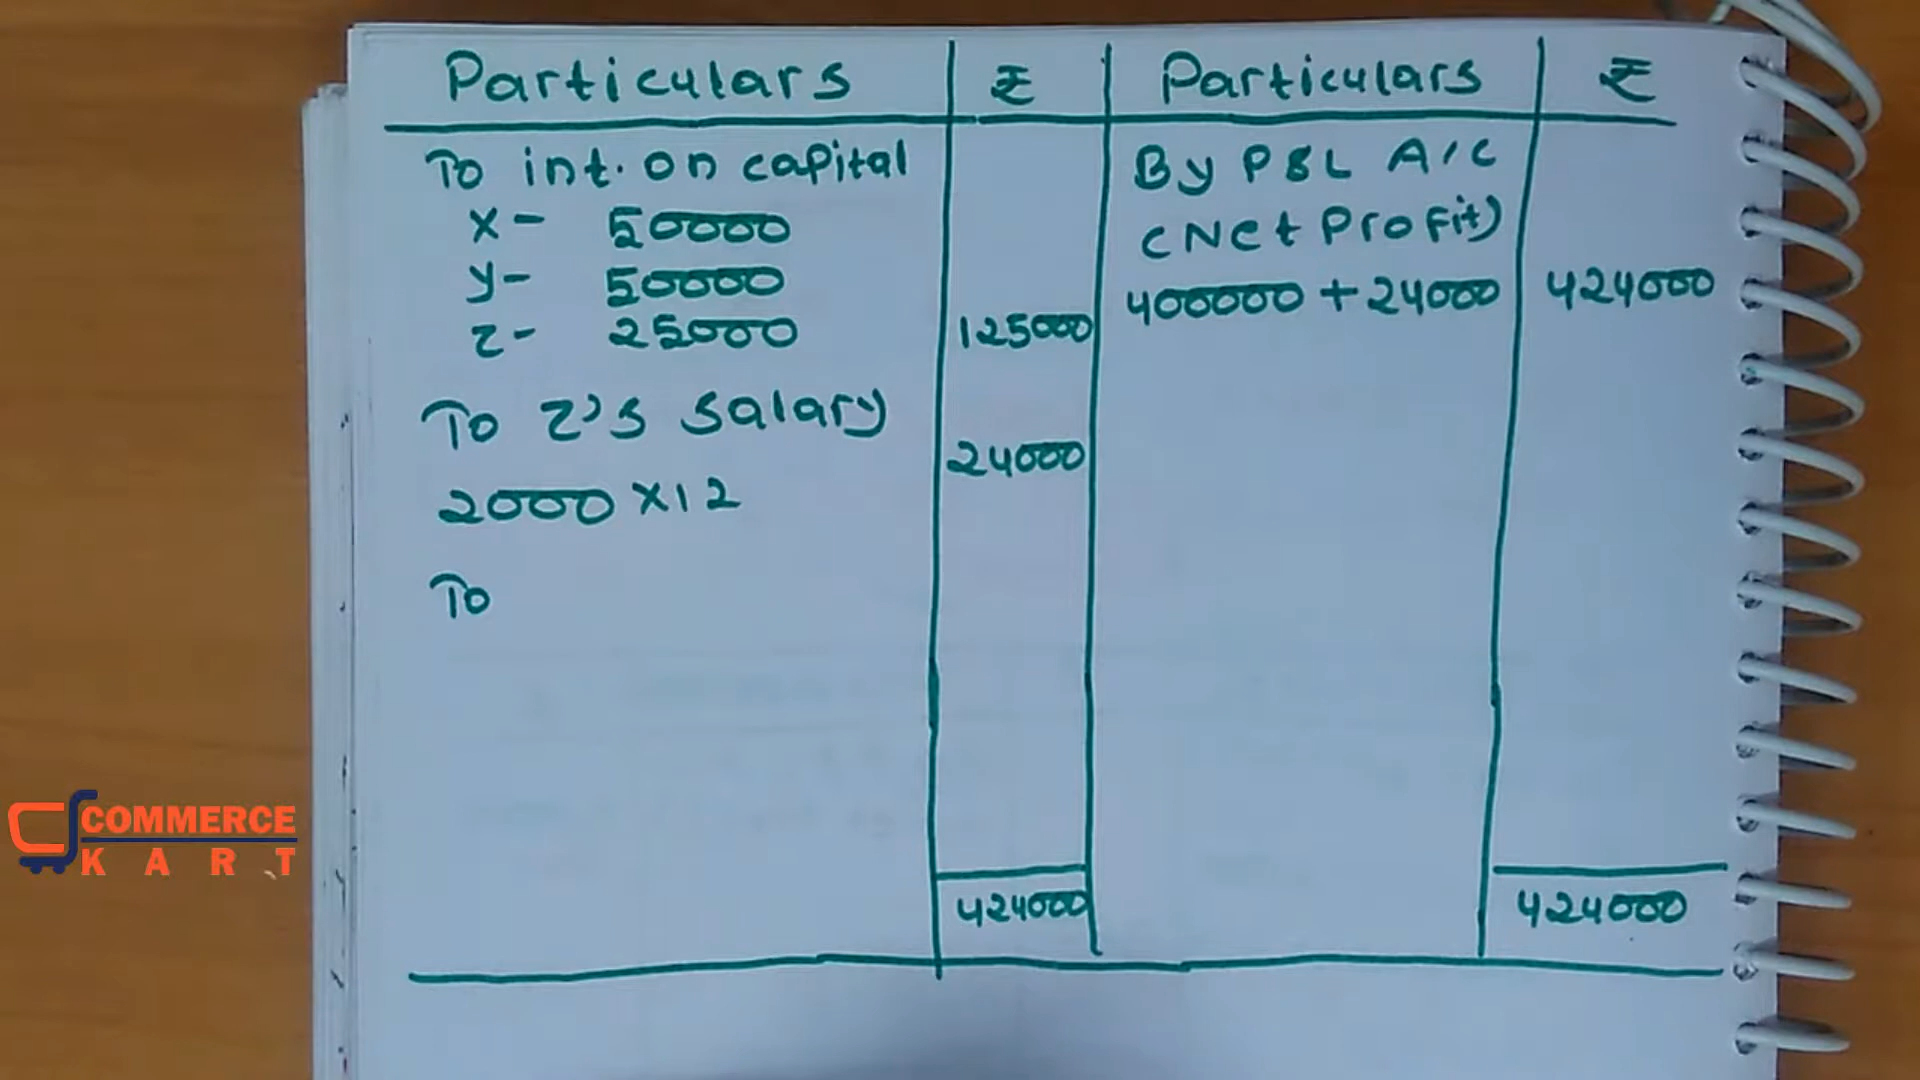 Particulars ₹ Particulars ₹
To int. on capital
X - 50000
Y - 50000
Z - 25000 125000
To Z's salary
24000
2000 x 12
To
424000
By P&L A/C
(Net Profit)
400000 + 24000 424000
424000
COMMERCE
KART